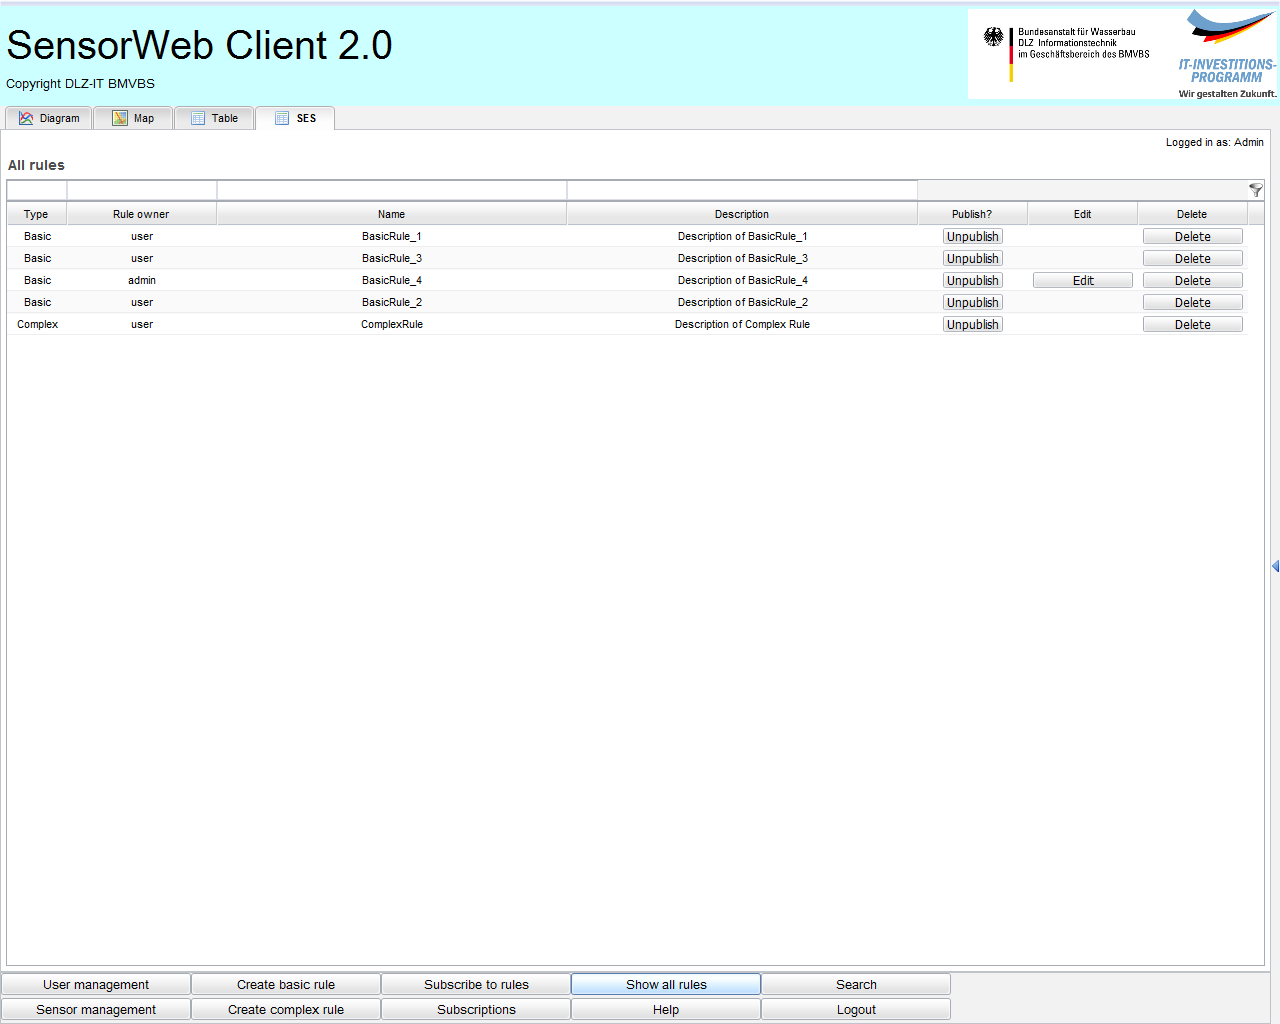 SensorWeb Client 2.0
Copyright DLZ-IT BMVBS
Bundesanstalt für Wasserbau
DLZ Informationstechnik
im Geschäftsbereich des BMVBS
IT-INVESTITIONS-
PROGRAMM
Wir gestalten Zukunft.
Diagram Map Table SES
Logged in as: Admin
All rules
Type Rule owner Name Description Publish? Edit Delete
Basic user BasicRule_1 Description of BasicRule_1 Unpublish Delete
Basic user BasicRule_3 Description of BasicRule_3 Unpublish Delete
Basic admin BasicRule_4 Description of BasicRule_4 Unpublish Edit Delete
Basic user BasicRule_2 Description of BasicRule_2 Unpublish Delete
Complex user ComplexRule Description of Complex Rule Unpublish Delete
User management Create basic rule Subscribe to rules Show all rules Search
Sensor management Create complex rule Subscriptions Help Logout